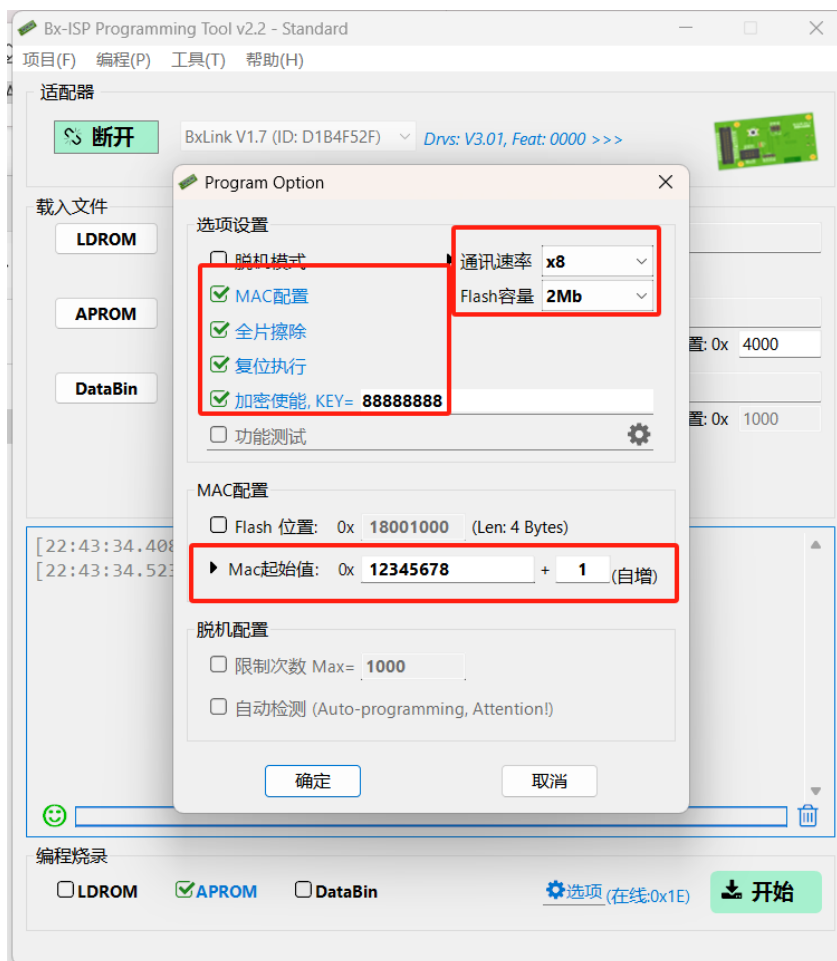 Bx-ISP Programming Tool v2.2 - Standard
项目(F) 编程(P) 工具(T) 帮助(H)
适配器
断开 BxLink V1.7 (ID: D1B4F52F) Drvs: V3.01, Feat: 0000 >>>
Program Option
载入文件
选项设置
LDROM
脱机模式 通讯速率 x8
MAC配置 Flash容量 2Mb
APROM
全片擦除
置: 0x 4000
复位执行
DataBin
加密使能, KEY= 88888888
置: 0x 1000
功能测试
MAC配置
Flash 位置: 0x 18001000 (Len: 4 Bytes)
[22:43:34.408
[22:43:34.523
Mac起始值: 0x 12345678 + 1 (自增)
脱机配置
限制次数 Max= 1000
自动检测 (Auto-programming, Attention!)
确定 取消
编程烧录
LDROM APROM DataBin 选项 (在线:0x1E) 开始